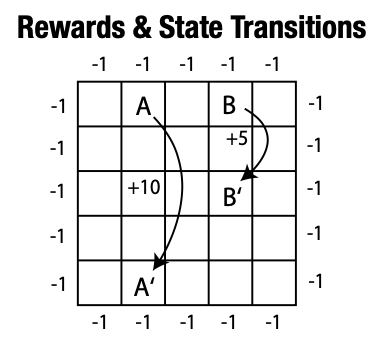 Rewards & State Transitions
-1 -1 -1 -1 -1
-1 A B -1
-1 +5 -1
-1 +10 B‘ -1
-1 -1
-1 A‘ -1
-1 -1 -1 -1 -1